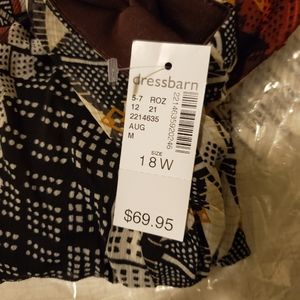 dressbarn
5-7 ROZ
12 21
2214635
AUG
M
SIZE
18W
$69.95